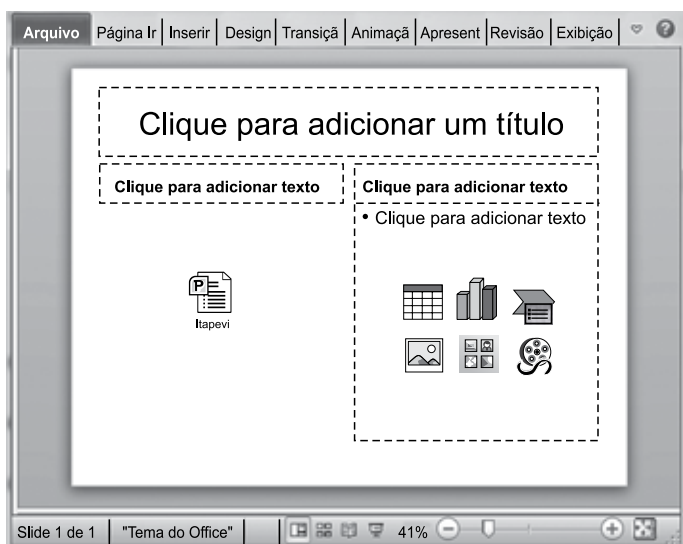 Arquivo Página Ir Inserir Design Transiçã Animaçã Apresent Revisão Exibição
Clique para adicionar um título
Clique para adicionar texto
Clique para adicionar texto
• Clique para adicionar texto
P
Itapevi
Slide 1 de 1 "Tema do Office" 41%